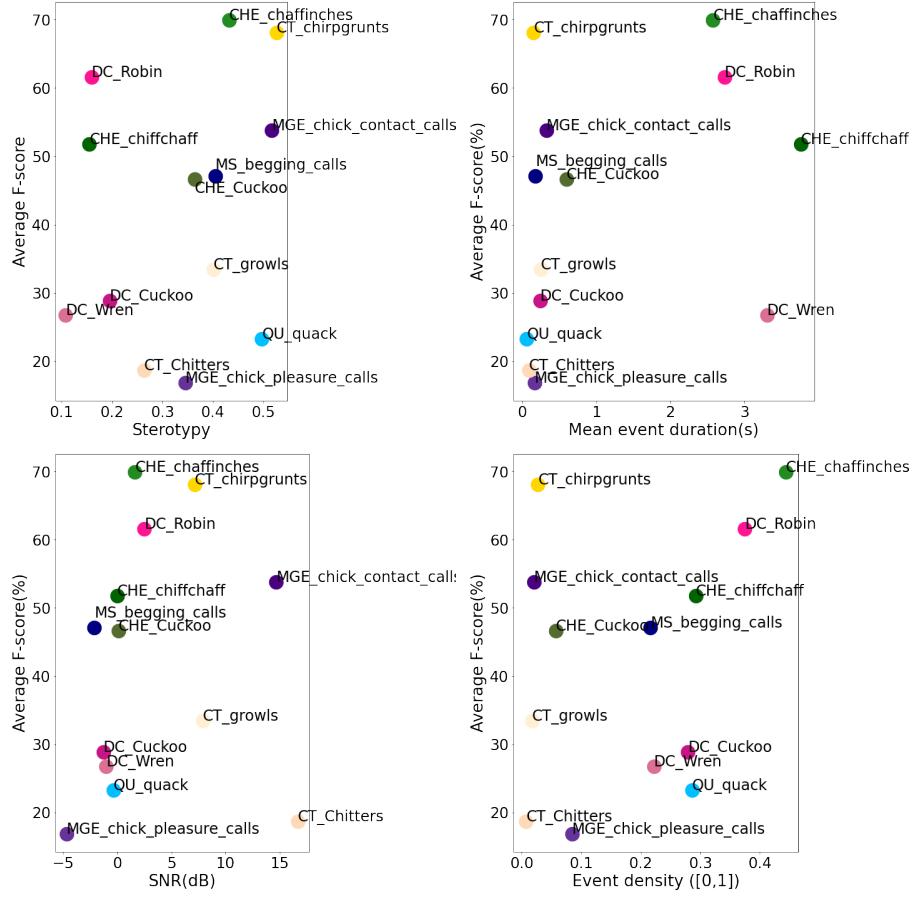 70
60
50
40
30
20
Average F-score
CHE_chaffinches
CT_chirpgrunts
DC_Robin
MGE_chick_contact_calls
CHE_chiffchaff
MS_begging_calls
CHE_Cuckoo
CT_growls
DC_Cuckoo
DC_Wren
QU_quack
CT_Chitters
MGE_chick_pleasure_calls
0.1 0.2 0.3 0.4 0.5
Sterotypy
70
60
50
40
30
20
Average F-score(%)
CHE_chaffinches
CT_chirpgrunts
DC_Robin
MGE_chick_contact_calls
CHE_chiffchaff
MS_begging_calls
CHE_Cuckoo
CT_growls
DC_Cuckoo
DC_Wren
QU_quack
CT_Chitters
MGE_chick_pleasure_calls
0 1 2 3
Mean event duration(s)
70
60
50
40
30
20
Average F-score(%)
CHE_chaffinches
CT_chirpgrunts
DC_Robin
MGE_chick_contact_calls
CHE_chiffchaff
MS_begging_calls
CHE_Cuckoo
CT_growls
DC_Cuckoo
DC_Wren
QU_quack
CT_Chitters
MGE_chick_pleasure_calls
−5 0 5 10 15
SNR(dB)
70
60
50
40
30
20
Average F-score(%)
CHE_chaffinches
CT_chirpgrunts
DC_Robin
MGE_chick_contact_calls
CHE_chiffchaff
MS_begging_calls
CHE_Cuckoo
CT_growls
DC_Cuckoo
DC_Wren
QU_quack
CT_Chitters
MGE_chick_pleasure_calls
0.0 0.1 0.2 0.3 0.4
Event density ([0,1])